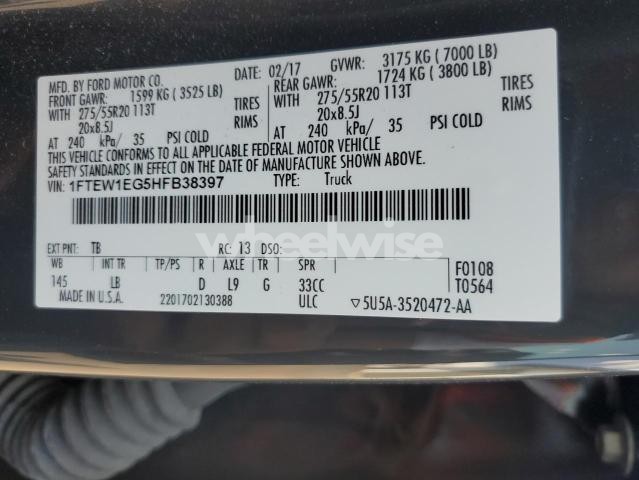 MFD. BY FORD MOTOR CO.
DATE: 02/17 GVWR: 3175 KG ( 7000 LB)
FRONT GAWR: 1599 KG ( 3525 LB) REAR GAWR: 1724 KG ( 3800 LB)
WITH 275/55R20 113T TIRES WITH 275/55R20 113T TIRES
20x8.5J RIMS 20x8.5J RIMS
AT 240 kPa/ 35 PSI COLD AT 240 kPa/ 35 PSI COLD
THIS VEHICLE CONFORMS TO ALL APPLICABLE FEDERAL MOTOR VEHICLE
SAFETY STANDARDS IN EFFECT ON THE DATE OF MANUFACTURE SHOWN ABOVE.
VIN: 1FTEW1EG5HFB38397 TYPE: Truck
wheelwise
EXT PNT: TB RC: 13 DSO:
WB INT TR TP/PS R AXLE TR SPR F0108
145 LB D L9 G 33CC T0564
MADE IN U.S.A. 2201702130388 ULC ▽5U5A-3520472-AA